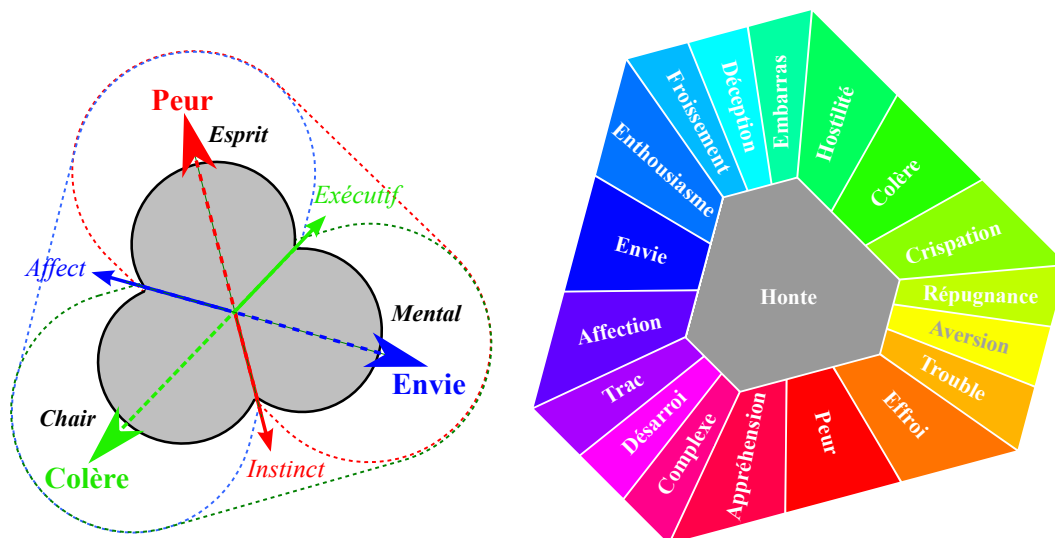 Peur
Esprit
Exécutif
Affect
Mental
Envie
Chair
Colère
Instinct
Embarras
Déception
Froissement
Hostilité
Enthousiasme
Colère
Envie
Crispation
Honte
Répugnance
Affection
Aversion
Trac
Trouble
Désarroi
Effroi
Complexe
Appréhension
Peur